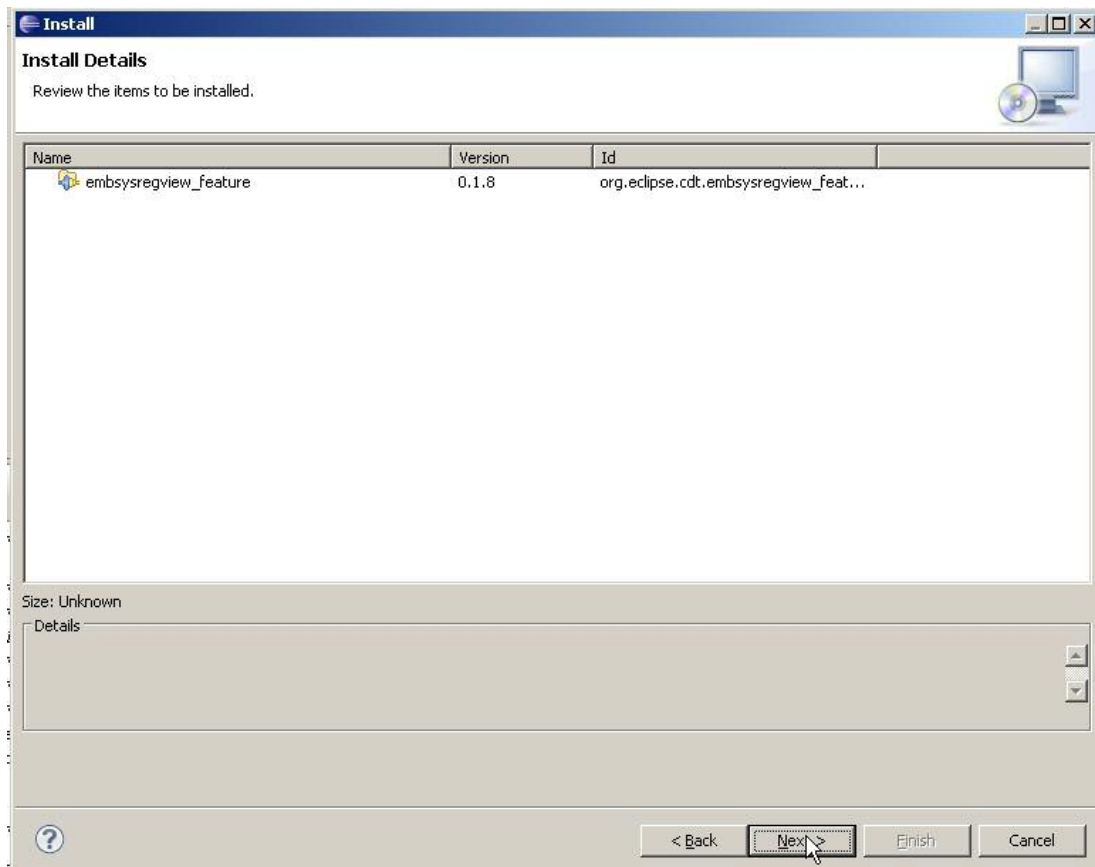 Install
Install Details
Review the items to be installed.
Name Version Id
embsysregview_feature 0.1.8 org.eclipse.cdt.embsysregview_feat...
Size: Unknown
Details
< Back Next > Finish Cancel